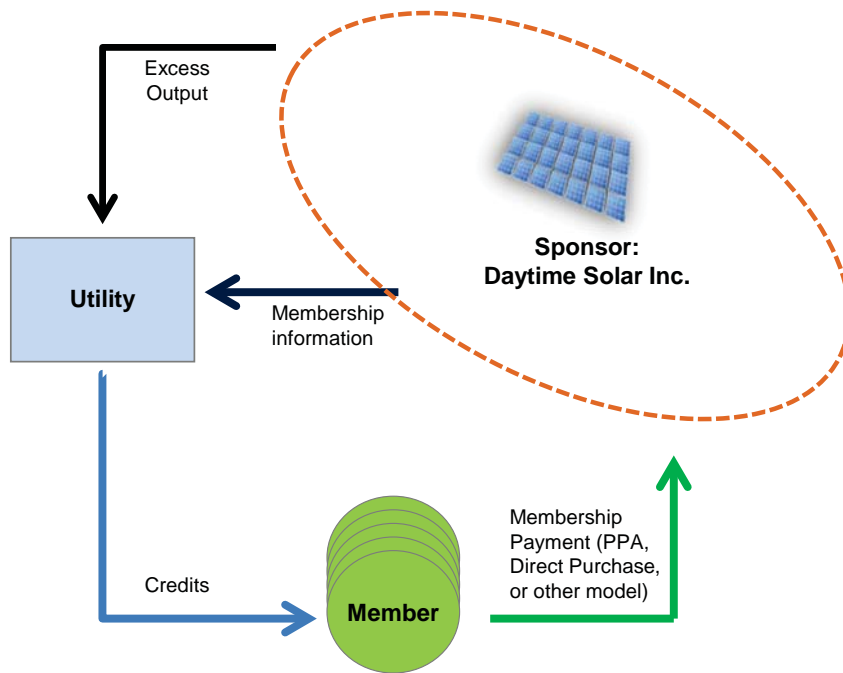 Excess
Output
Sponsor:
Daytime Solar Inc.
Utility
Membership
information
Membership
Payment (PPA,
Direct Purchase,
or other model)
Credits
Member